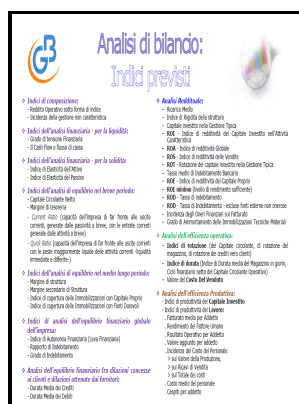 Analisi di bilancio:
Indici previsti
GB
❖ Indici di composizione:
- Reddito Operativo sotto forma di indice
- Incidenza della gestione non caratteristica
❖ Indici dell'analisi finanziaria - per la liquidità:
- Grado di tensione Finanziaria
- Il Cash Flow o flusso di cassa
❖ Indici dell'analisi finanziaria - per la solidità:
- Indice di Elasticità dell'Attivo
- Indice di Elasticità del Passivo
❖ Indici dell'analisi di equilibrio nel breve periodo:
- Capitale Circolante Netto
- Margine di tesoreria
- Current Ratio (capacità dell'impresa di far fronte alle uscite
correnti, generate dalle passività a breve, con le entrate correnti
generate dalle attività a breve)
- Quick Ratio (capacità dell'impresa di far fronte alle uscite correnti
con le poste maggiormente liquide delle attività correnti -liquidità
immediate e differite-)
❖ Indici dell'analisi di equilibrio nel medio lungo periodo:
- Margine di struttura
- Margine secondario di Struttura
- Indice di copertura delle Immobilizzazioni con Capitale Proprio
- Indice di copertura delle Immobilizzazioni con Fonti Durevoli
❖ Indici di analisi dell'equilibrio finanziario globale
dell'impresa:
- Indice di Autonomia Finanziaria (Leva Finanziaria)
- Rapporto di Indebitamento
- Grado di Indebitamento
❖ Analisi dell'equilibrio finanziario fra dilazioni concesse
ai clienti e dilazioni ottenute dai fornitori:
- Durata Media dei Crediti
- Durata Media dei Debiti
❖ Analisi Reddituale:
- Ricarico Medio
- Indice di Rigidità della struttura
- Capitale investito nella Gestione Tipica
- ROI - Indice di redditività del Capitale Investito nell'Attività
Caratteristica
- ROA - Indice di redditività Globale
- ROS - Indice di redditività delle Vendite
- ROT - Rotazione del capitale investito nella Gestione Tipica
- Tasso medio di Indebitamento Bancario
- ROE - Indice di redditività del Capitale Proprio
- ROE minimo (livello di rendimento sufficiente)
- ROD - Tasso di indebitamento
- ROD - Tasso di Indebitamento - escluse fonti esterne non onerose
- Incidenza degli Oneri Finanziari sul Fatturato
- Grado di Ammortamento delle Immobilizzazioni Tecniche Materiali
❖ Analisi dell'efficienza operativa:
- Indici di rotazione (del Capitale circolante, di rotazione del
magazzino, di rotazione dei crediti vero clienti)
- Indice di durata (Indice di Durata media del Magazzino in giorni,
Ciclo finanziario netto del Capitale Circolante Operativo)
- Valore del Costo Del Venduto
❖ Analisi dell'efficienza Produttiva:
- Indici di produttività del Capitale Investito
- Indici di produttività del Lavoro:
. Fatturato medio per Addetto
. Rendimento del Fattore Umano
. Risultato Operativo per Addetto
. Valore aggiunto per addetto
. Incidenza del Costo del Personale
> sul Valore della Produzione,
> sui Ricavi di Vendita
> sul Totale dei costi
. Costo medio del personale
. Cespiti per addetto